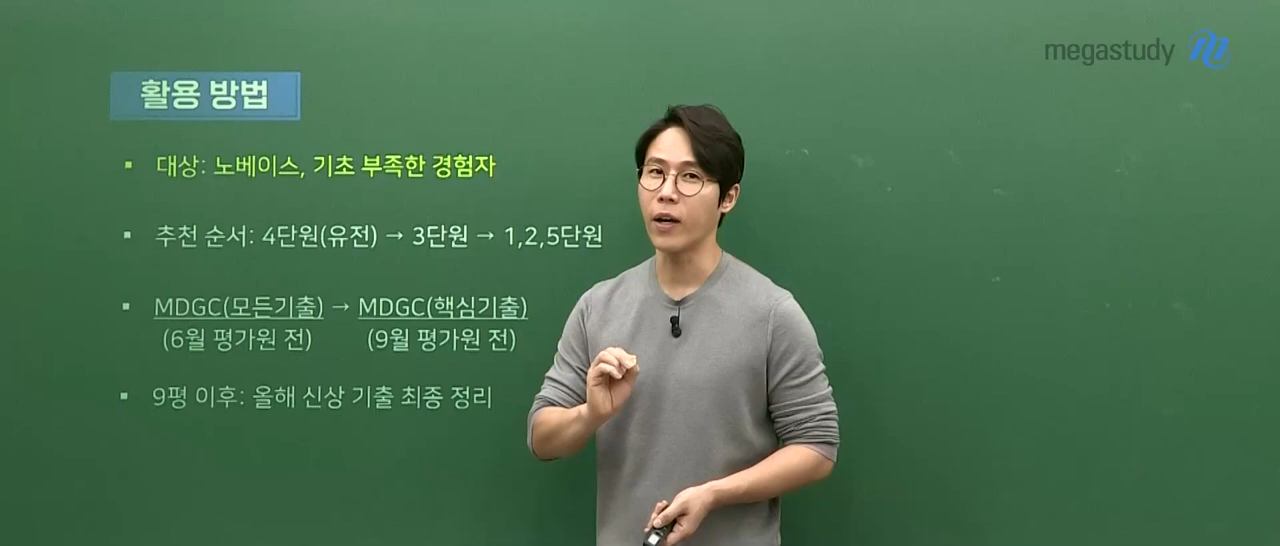 megastudy
활용 방법
▪ 대상: 노베이스, 기초 부족한 경험자
▪ 추천 순서: 4단원(유전) → 3단원 → 1,2,5단원
▪ MDGC(모든기출) → MDGC(핵심기출)
(6월 평가원 전) (9월 평가원 전)
▪ 9평 이후: 올해 신상 기출 최종 정리